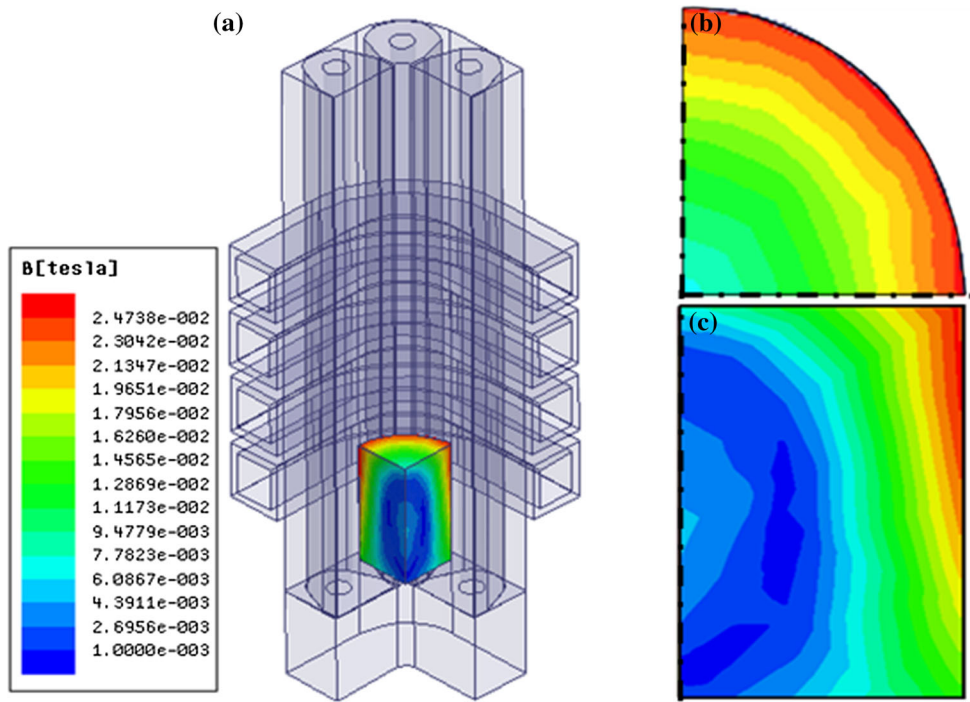 (a)
(b)
B[tesla]
2.4738e-002
2.3042e-002
2.1347e-002
1.9651e-002
1.7956e-002
1.6260e-002
1.4565e-002
1.2869e-002
1.1173e-002
9.4779e-003
7.7823e-003
6.0867e-003
4.3911e-003
2.6956e-003
1.0000e-003
(c)